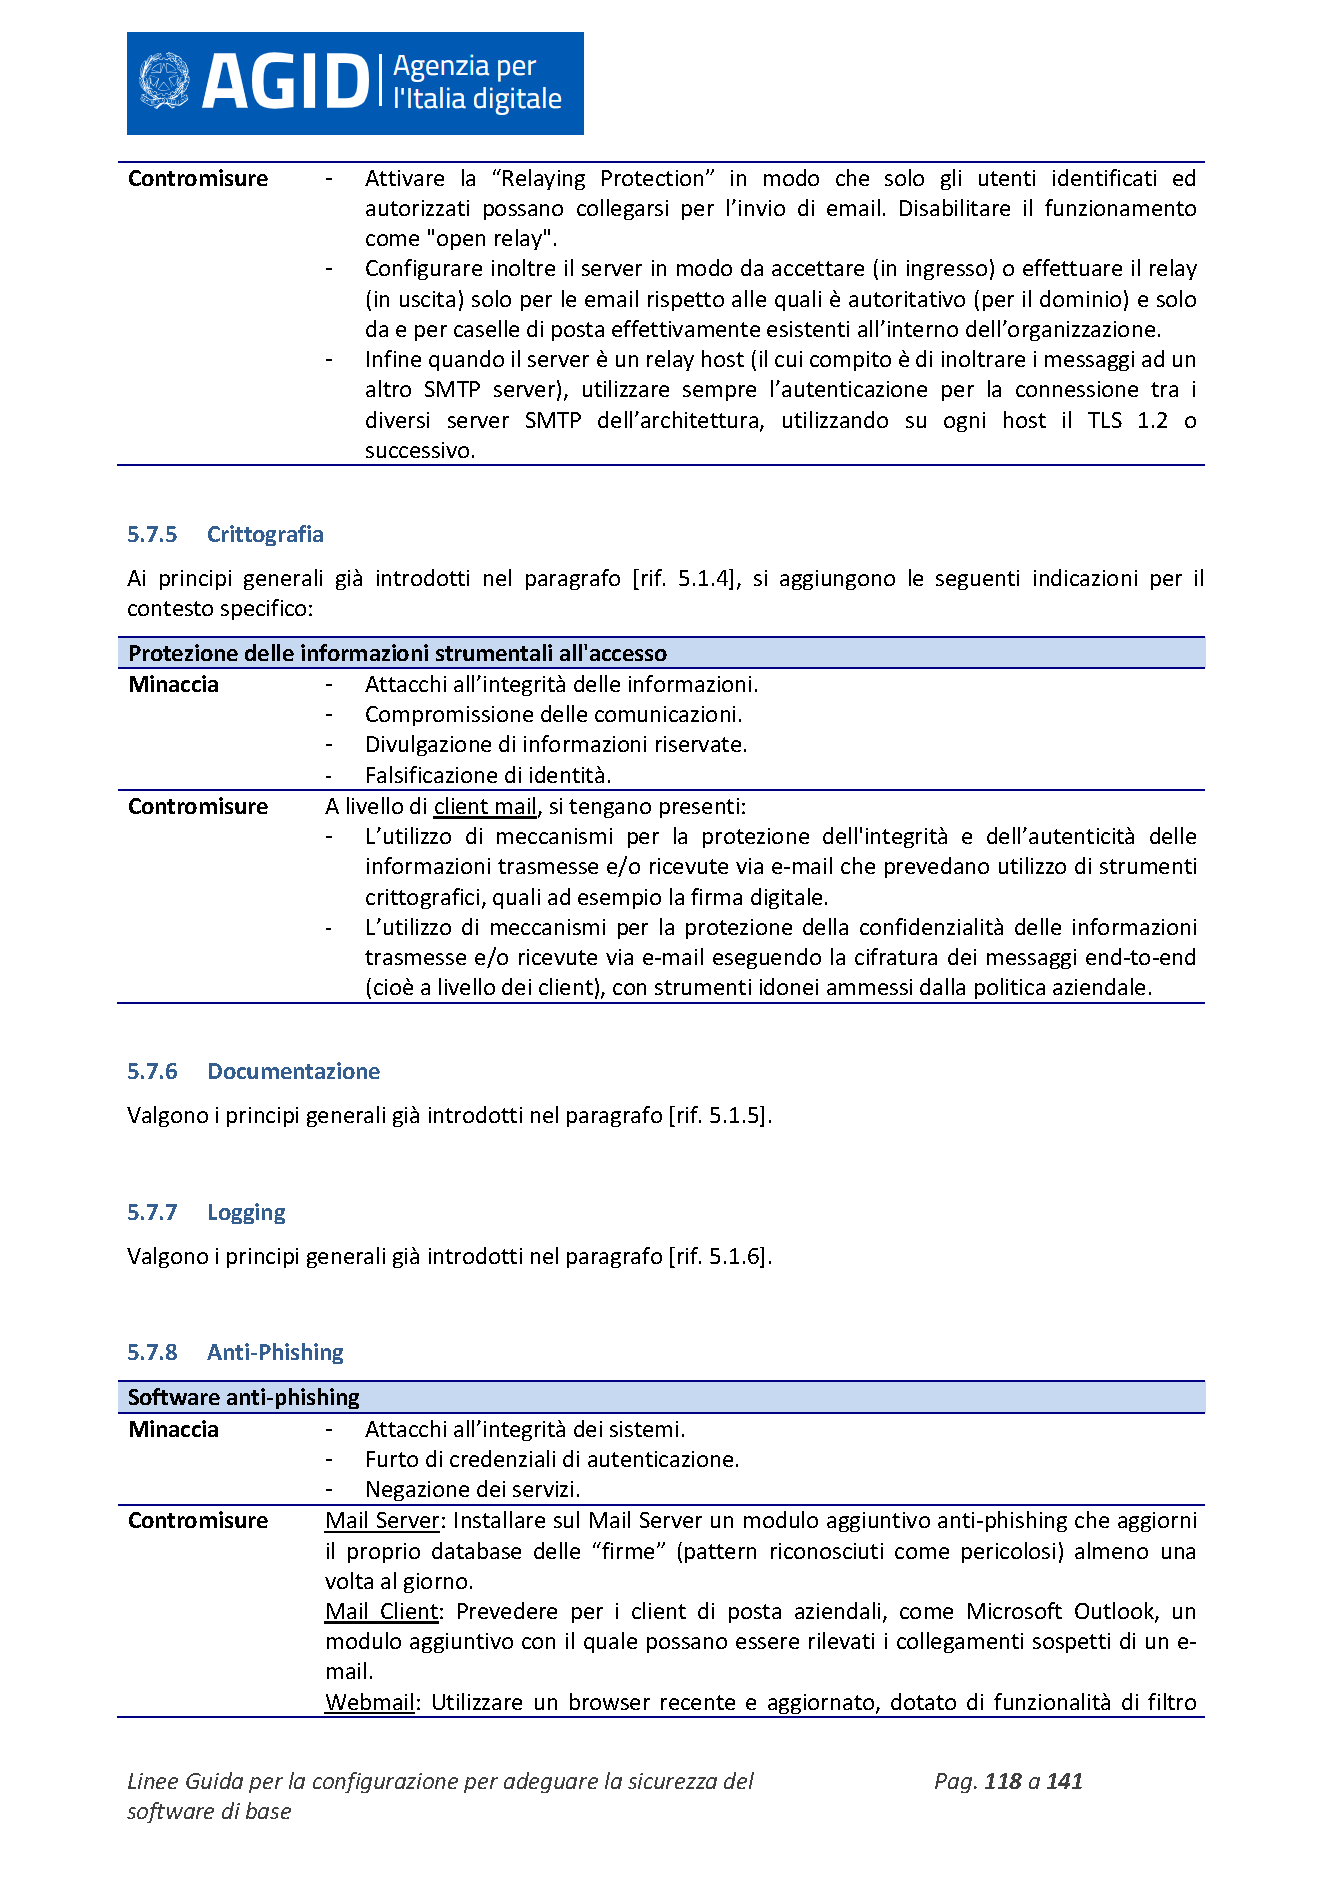 AGID Agenzia per
l'Italia digitale
Contromisure - Attivare la “Relaying Protection” in modo che solo gli utenti identificati ed
autorizzati possano collegarsi per l’invio di email. Disabilitare il funzionamento
come "open relay".
- Configurare inoltre il server in modo da accettare (in ingresso) o effettuare il relay
(in uscita) solo per le email rispetto alle quali è autoritativo (per il dominio) e solo
da e per caselle di posta effettivamente esistenti all’interno dell’organizzazione.
- Infine quando il server è un relay host (il cui compito è di inoltrare i messaggi ad un
altro SMTP server), utilizzare sempre l’autenticazione per la connessione tra i
diversi server SMTP dell’architettura, utilizzando su ogni host il TLS 1.2 o
successivo.
5.7.5 Crittografia
Ai principi generali già introdotti nel paragrafo [rif. 5.1.4], si aggiungono le seguenti indicazioni per il
contesto specifico:
Protezione delle informazioni strumentali all'accesso
Minaccia - Attacchi all’integrità delle informazioni.
- Compromissione delle comunicazioni.
- Divulgazione di informazioni riservate.
- Falsificazione di identità.
Contromisure A livello di client mail, si tengano presenti:
- L’utilizzo di meccanismi per la protezione dell'integrità e dell’autenticità delle
informazioni trasmesse e/o ricevute via e-mail che prevedano utilizzo di strumenti
crittografici, quali ad esempio la firma digitale.
- L’utilizzo di meccanismi per la protezione della confidenzialità delle informazioni
trasmesse e/o ricevute via e-mail eseguendo la cifratura dei messaggi end-to-end
(cioè a livello dei client), con strumenti idonei ammessi dalla politica aziendale.
5.7.6 Documentazione
Valgono i principi generali già introdotti nel paragrafo [rif. 5.1.5].
5.7.7 Logging
Valgono i principi generali già introdotti nel paragrafo [rif. 5.1.6].
5.7.8 Anti-Phishing
Software anti-phishing
Minaccia - Attacchi all’integrità dei sistemi.
- Furto di credenziali di autenticazione.
- Negazione dei servizi.
Contromisure Mail Server: Installare sul Mail Server un modulo aggiuntivo anti-phishing che aggiorni
il proprio database delle “firme” (pattern riconosciuti come pericolosi) almeno una
volta al giorno.
Mail Client: Prevedere per i client di posta aziendali, come Microsoft Outlook, un
modulo aggiuntivo con il quale possano essere rilevati i collegamenti sospetti di un e-
mail.
Webmail: Utilizzare un browser recente e aggiornato, dotato di funzionalità di filtro
Linee Guida per la configurazione per adeguare la sicurezza del Pag. 118 a 141
software di base